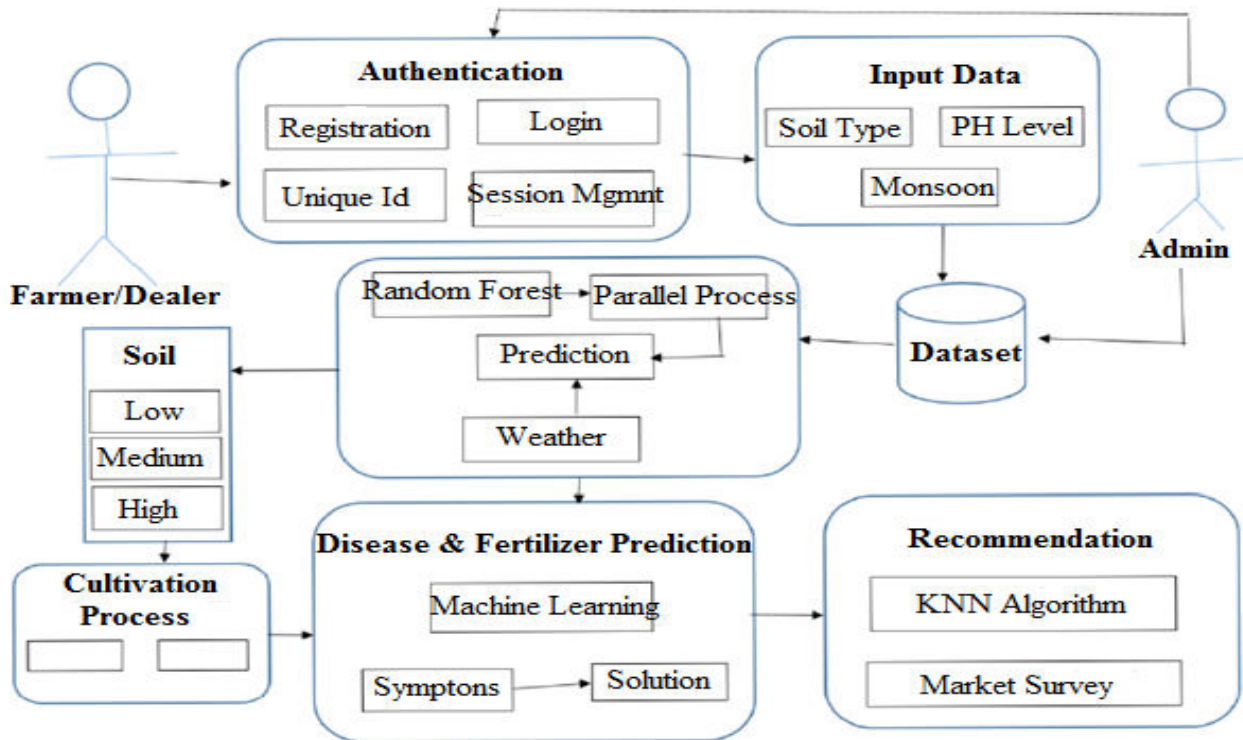 Authentication
Registration
Login
Unique Id
Session Mgmnt
Input Data
Soil Type
PH Level
Monsoon
Farmer/Dealer
Admin
Random Forest
Parallel Process
Prediction
Weather
Dataset
Soil
Low
Medium
High
Cultivation
Process
Disease & Fertilizer Prediction
Machine Learning
Symptons
Solution
Recommendation
KNN Algorithm
Market Survey